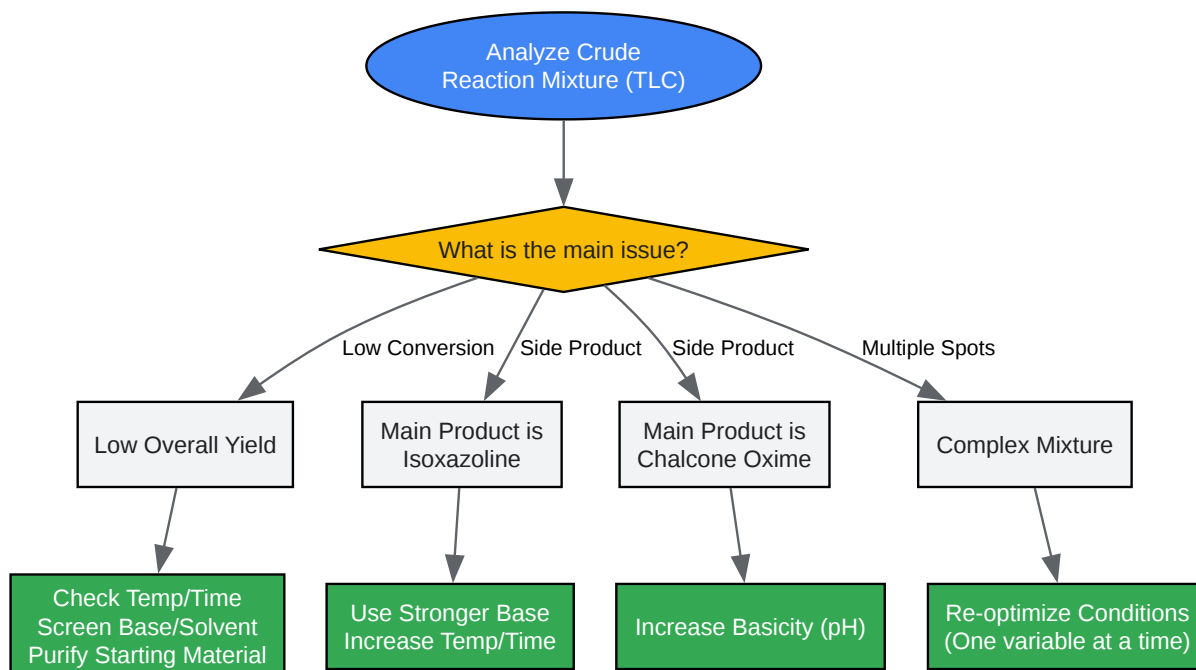 Analyze Crude
Reaction Mixture (TLC)
What is the main issue?
Low Conversion
Side Product
Side Product
Multiple Spots
Low Overall Yield
Main Product is
Isoxazoline
Main Product is
Chalcone Oxime
Complex Mixture
Check Temp/Time
Screen Base/Solvent
Purify Starting Material
Use Stronger Base
Increase Temp/Time
Increase Basicity (pH)
Re-optimize Conditions
(One variable at a time)